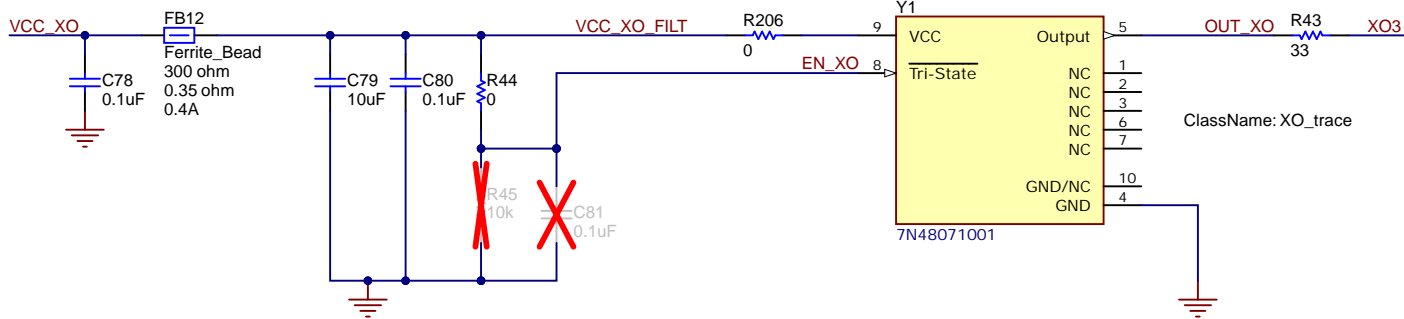 VCC_XO
FB12
Ferrite_Bead
300 ohm
0.35 ohm
0.4A
C78
0.1uF
C79
10uF
C80
0.1uF
R44
0
R45
10k
C81
0.1uF
VCC_XO_FILT
R206
0
EN_XO
Y1
9
VCC
8
Tri-State
Output
5
NC
1
NC
2
NC
3
NC
6
NC
7
GND/NC
10
GND
4
7N48071001
OUT_XO
R43
33
XO3
ClassName: XO_trace